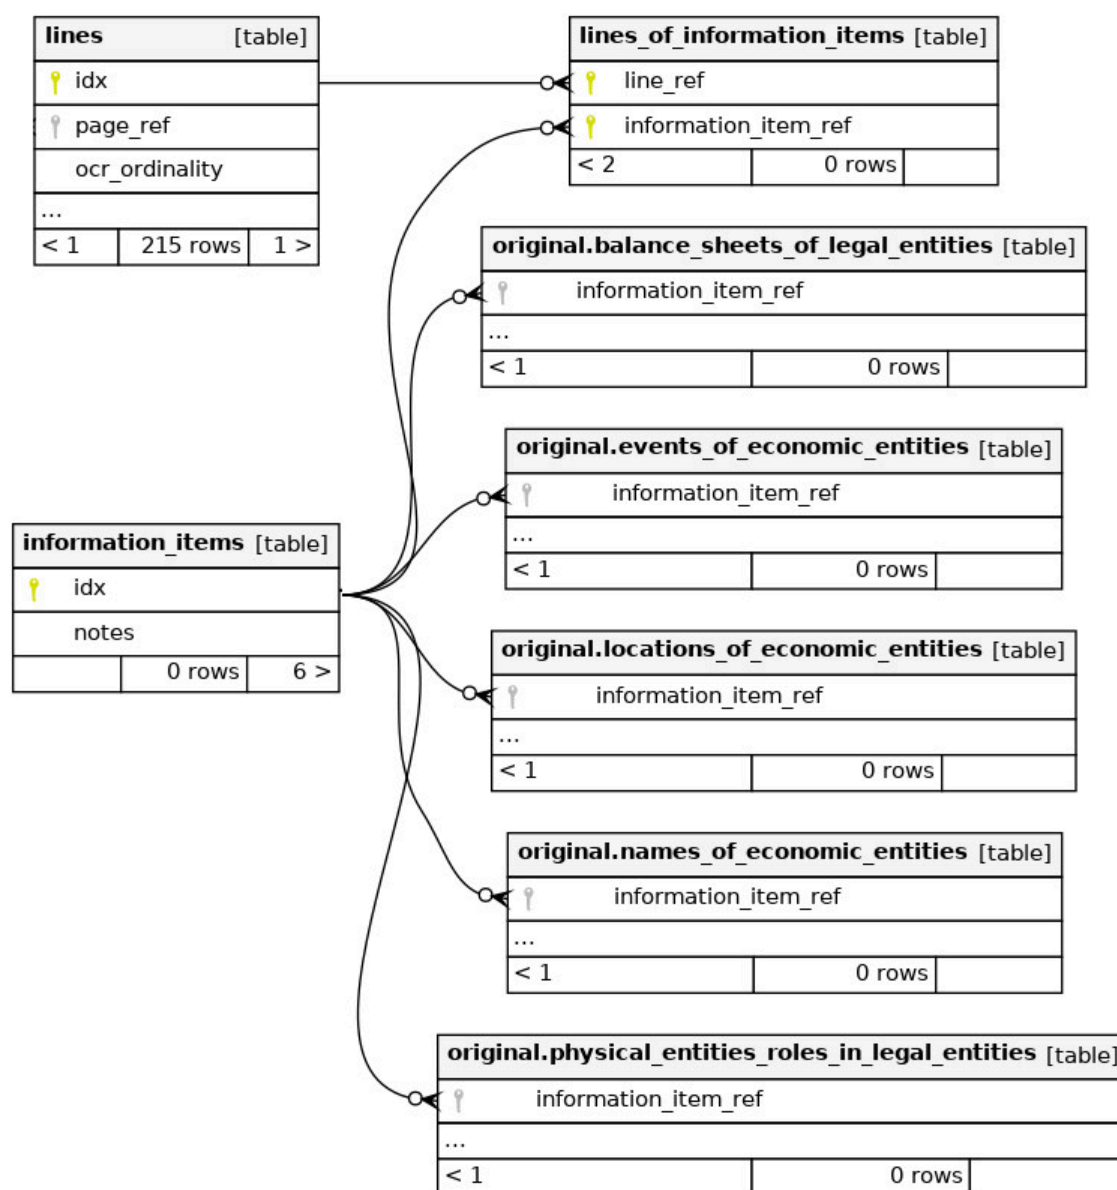 lines [table]
idx
page_ref
ocr_ordinality
...
< 1 215 rows 1 >
lines_of_information_items [table]
line_ref
information_item_ref
< 2 0 rows
original.balance_sheets_of_legal_entities [table]
information_item_ref
...
< 1 0 rows
original.events_of_economic_entities [table]
information_item_ref
...
< 1 0 rows
information_items [table]
idx
notes
0 rows 6 >
original.locations_of_economic_entities [table]
information_item_ref
...
< 1 0 rows
original.names_of_economic_entities [table]
information_item_ref
...
< 1 0 rows
original.physical_entities_roles_in_legal_entities [table]
information_item_ref
...
< 1 0 rows